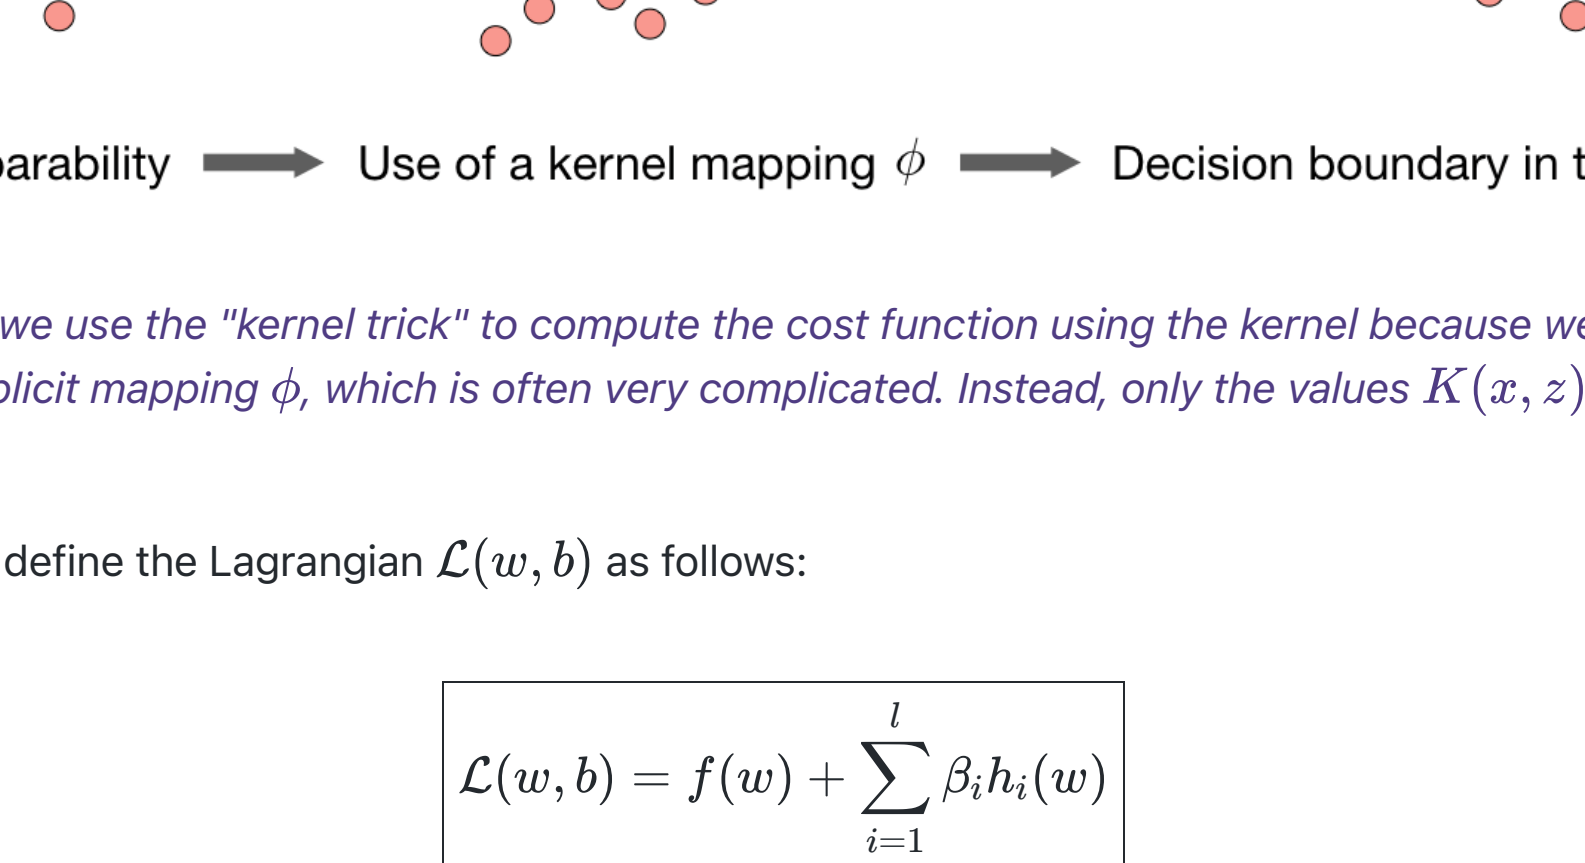 parability Use of a kernel mapping ϕ Decision boundary in t
we use the "kernel trick" to compute the cost function using the kernel because we
plicit mapping ϕ, which is often very complicated. Instead, only the values K(x, z)
define the Lagrangian ℒ(w, b) as follows:
ℒ(w, b) = f(w) + ∑_{i=1}^{l} β_i h_i(w)